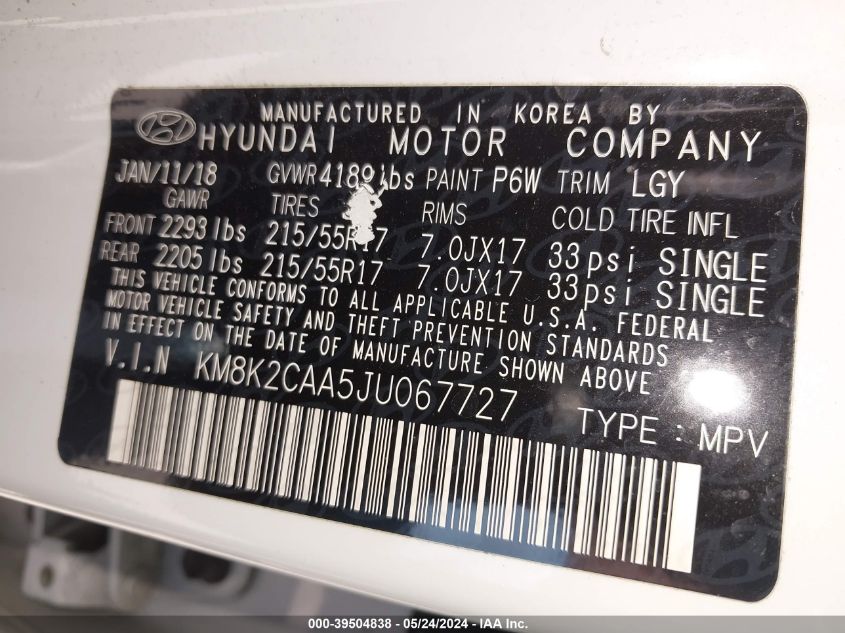 MANUFACTURED IN KOREA BY
HYUNDAI MOTOR COMPANY
JAN/11/18 GVWR 4189 lbs PAINT P6W TRIM LGY
GAWR TIRES RIMS COLD TIRE INFL
FRONT 2293 lbs 215/55R17 7.0JX17 33psi SINGLE
REAR 2205 lbs 215/55R17 7.0JX17 33psi SINGLE
THIS VEHICLE CONFORMS TO ALL APPLICABLE U.S.A. FEDERAL
MOTOR VEHICLE SAFETY AND THEFT PREVENTION STANDARDS
IN EFFECT ON THE DATE OF MANUFACTURE SHOWN ABOVE
V.I.N KM8K2CAA5JU067727
TYPE : MPV
000-39504838 - 05/24/2024 - IAA Inc.